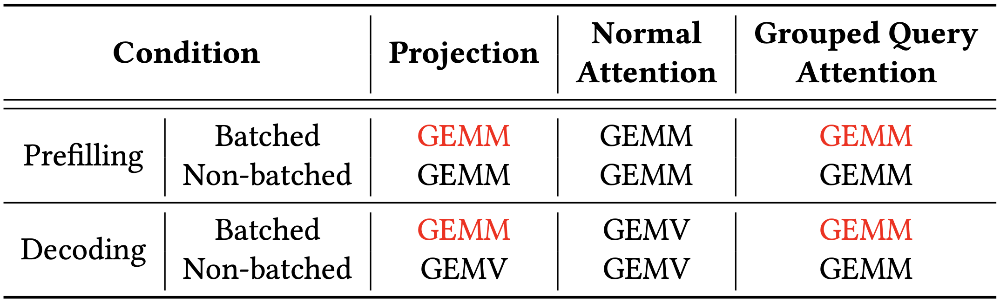 Condition Projection Normal Attention Grouped Query Attention
Prefilling Batched GEMM GEMM GEMM
Non-batched GEMM GEMM GEMM
Decoding Batched GEMM GEMV GEMM
Non-batched GEMV GEMV GEMM